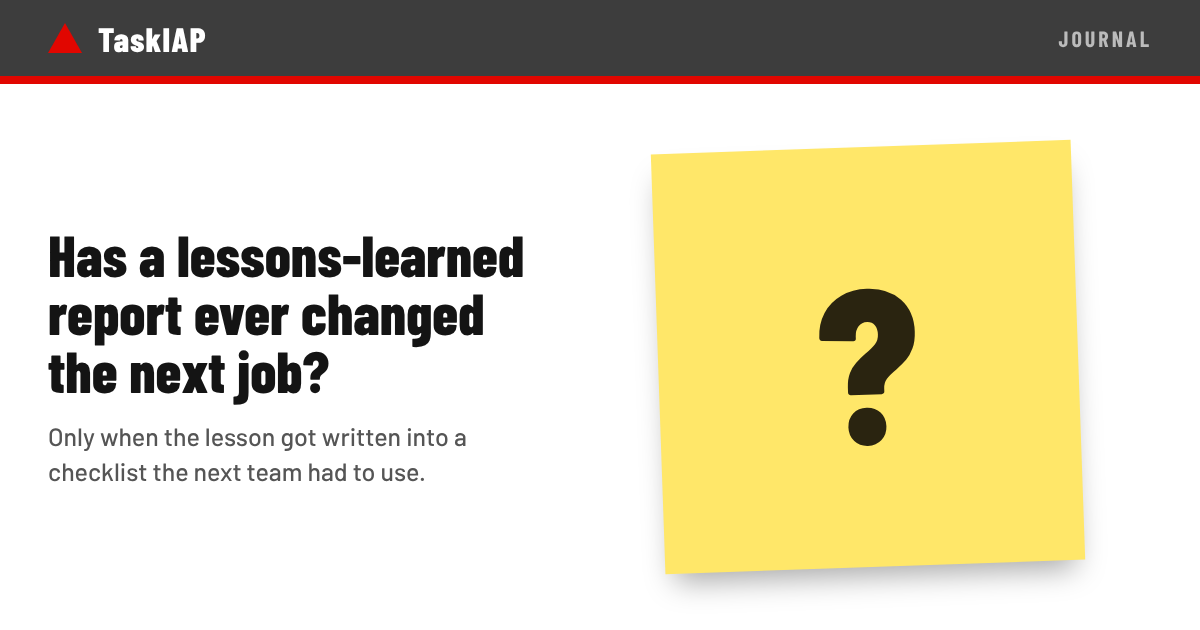 TaskIAP
JOURNAL
Has a lessons-learned
report ever changed
the next job?
Only when the lesson got written into a
checklist the next team had to use.
?